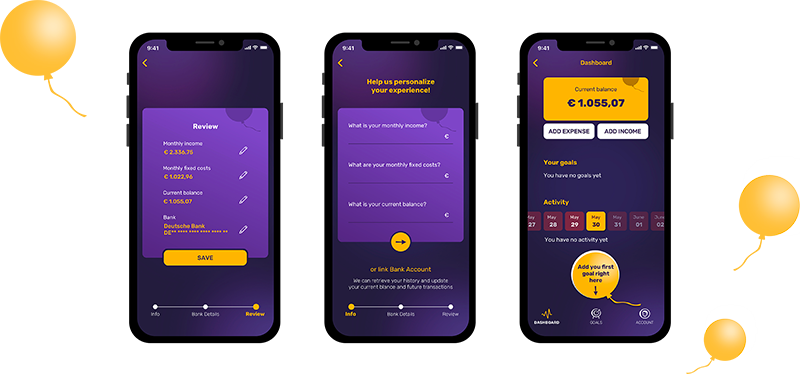 9:41
Review
Monthly income
€ 2.336,75
Monthly fixed costs
€ 1.022,96
Current balance
€ 1.055,07
Bank
Deutsche Bank
DE** **** **** **** **** **
SAVE
Info
Bank Details
Review
9:41
Help us personalize
your experience!
What is your monthly income?
€
What are your monthly fixed costs?
€
What is your current balance?
€
or link Bank Account
We can retrieve your history and update
your current blance and future transactions
Info
Bank Details
Review
9:41
Dashboard
Current balance
€ 1.055,07
ADD EXPENSE
ADD INCOME
Your goals
You have no goals yet
Activity
May May May May May June June
27 28 29 30 31 01 02
You have no activity yet
Add you first
goal right
here
DASHBOARD
GOALS
ACCOUNT